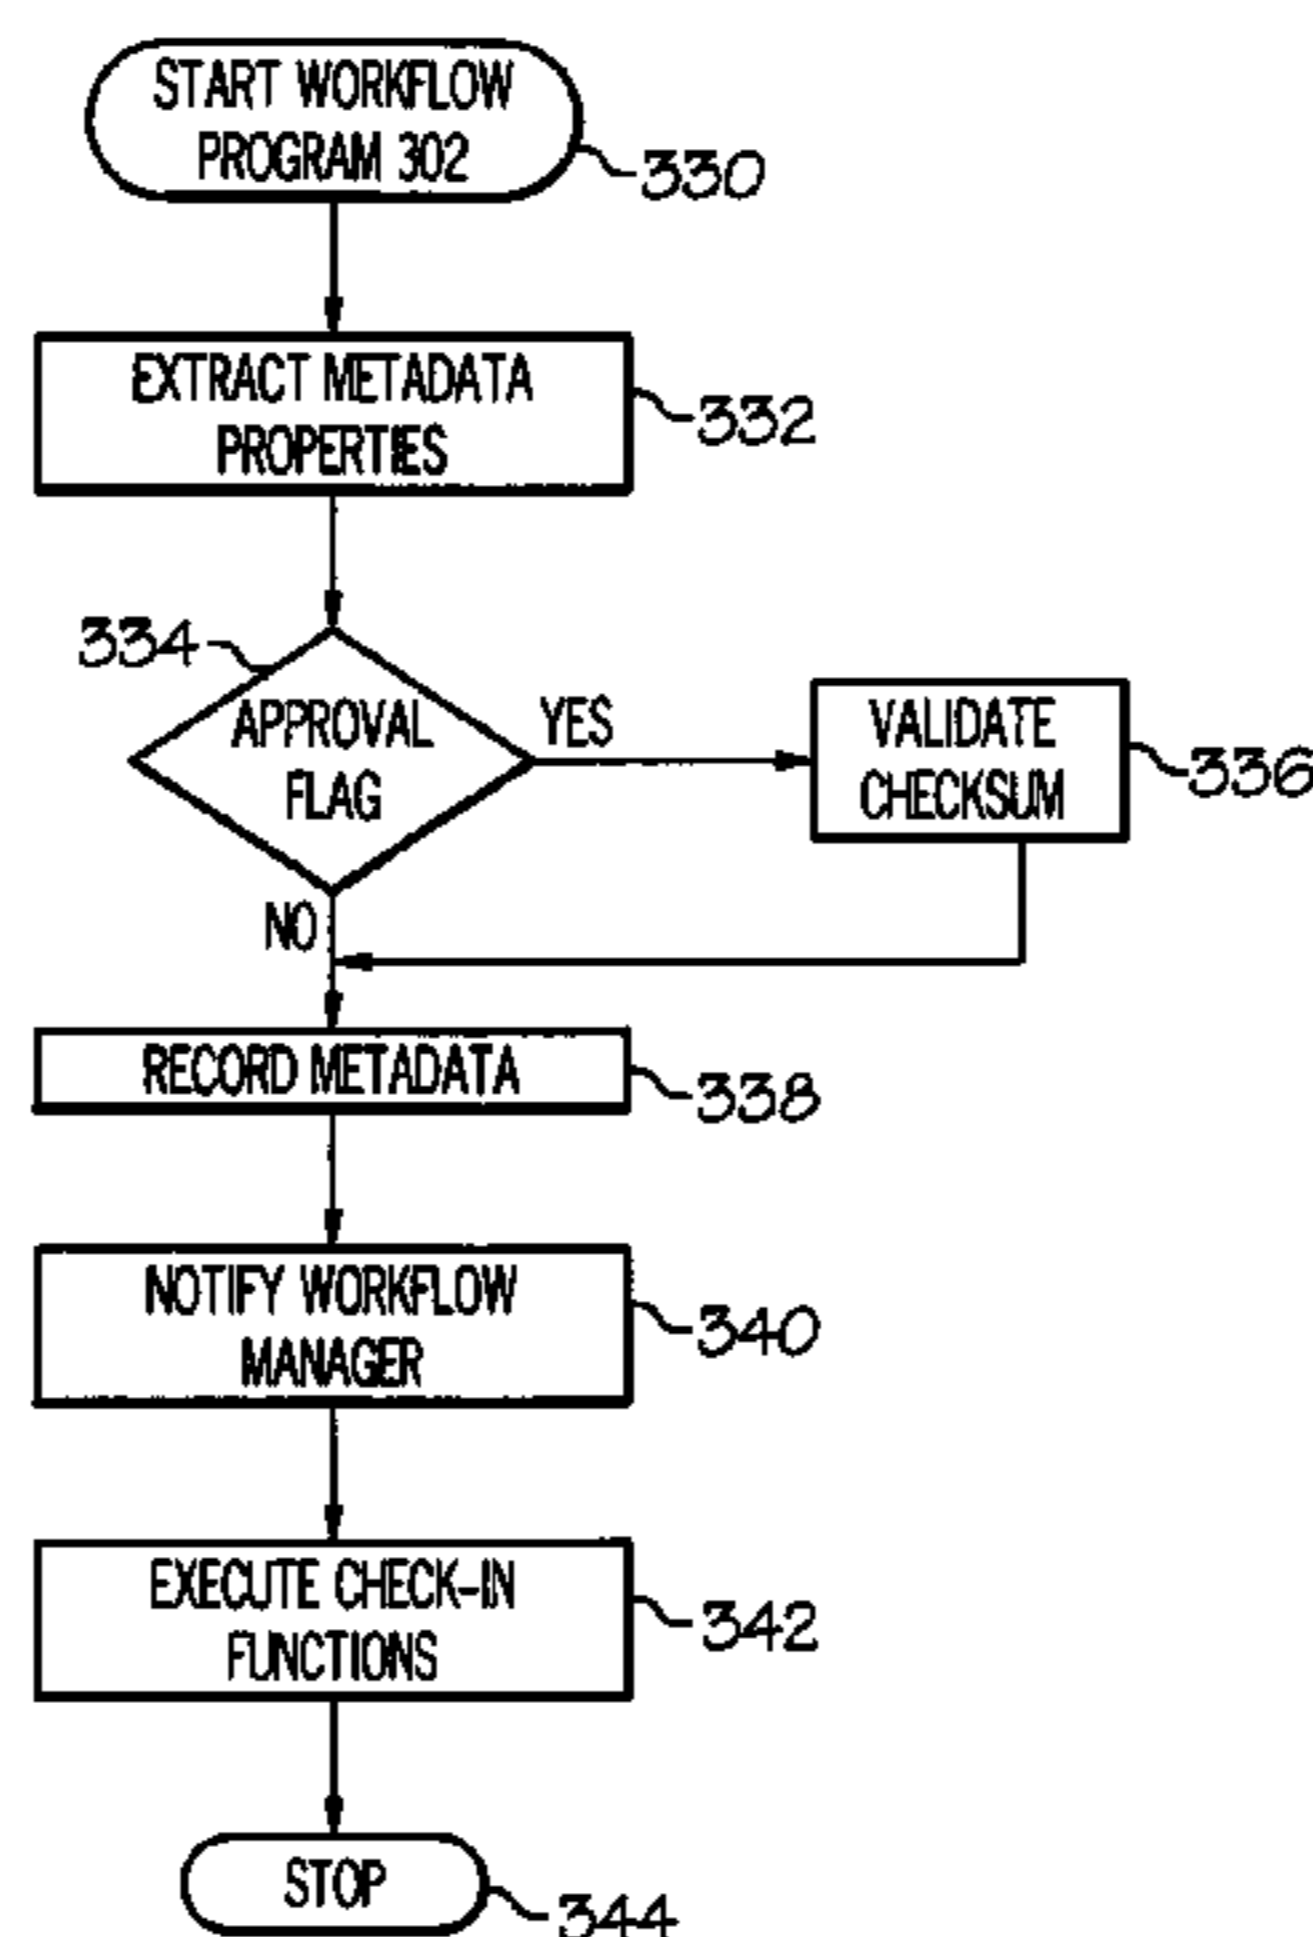 START WORKFLOW
PROGRAM 302
330
EXTRACT METADATA
PROPERTIES
332
334
APPROVAL
FLAG
YES
VALIDATE
CHECKSUM
336
NO
RECORD METADATA
338
NOTIFY WORKFLOW
MANAGER
340
EXECUTE CHECK-IN
FUNCTIONS
342
STOP
344